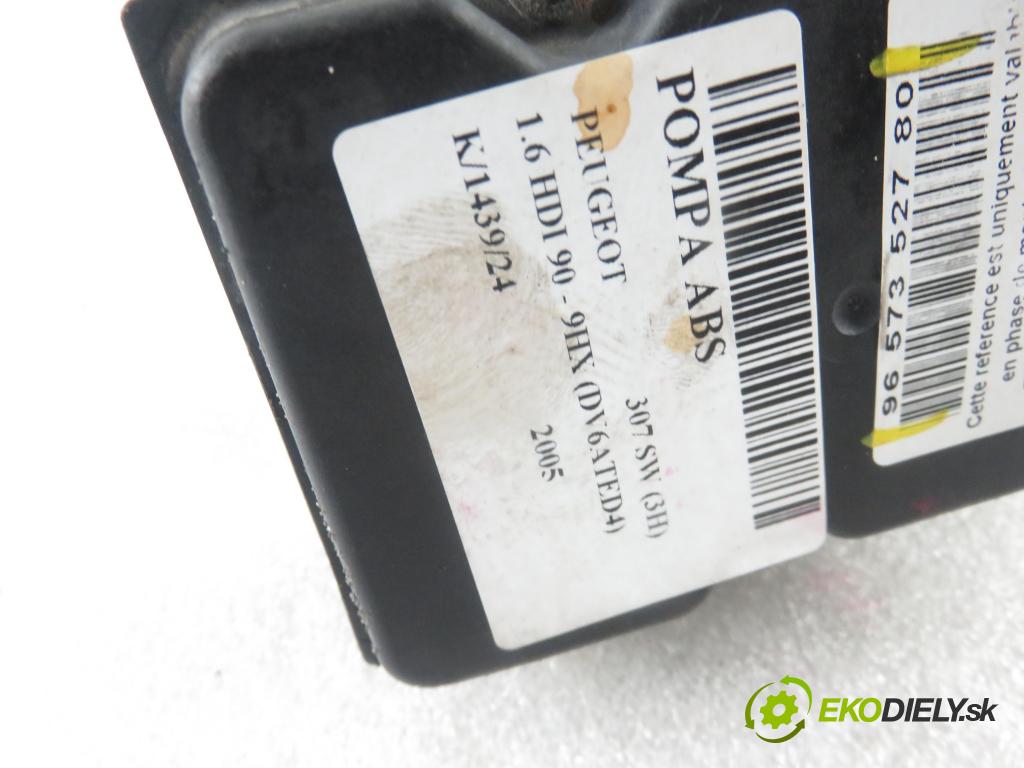 POMPA ABS
PEUGEOT 307 SW (3H)
1.6 HDI 90 - 9HX (DV6ATED4)
K/1439/24 2005
96 573 527 80
Cette reference est uniquement
en phase de
EKODIELY.sk